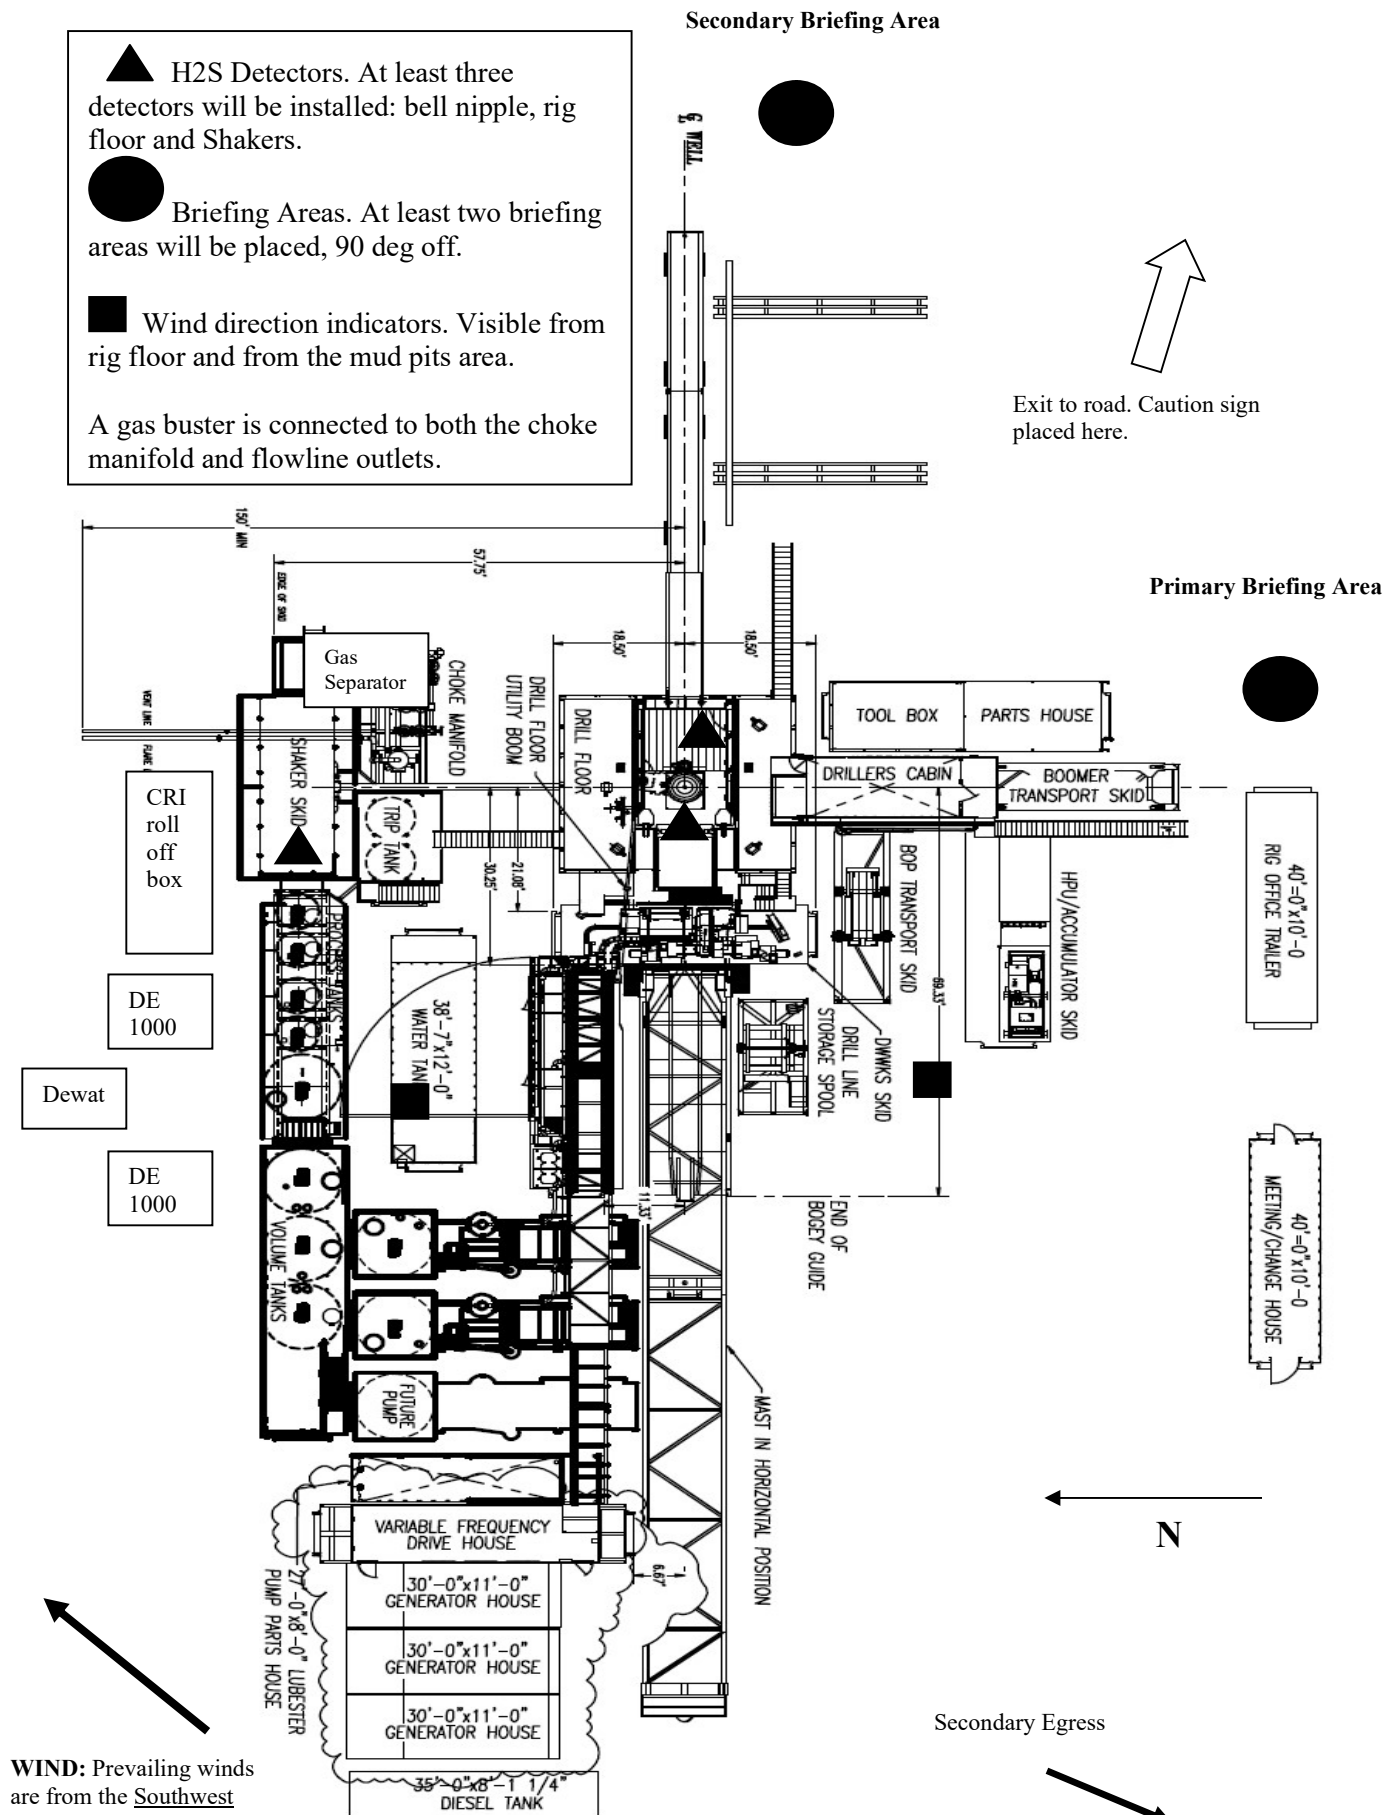 Secondary Briefing Area
H2S Detectors. At least three
detectors will be installed: bell nipple, rig
floor and Shakers.
Briefing Areas. At least two briefing
areas will be placed, 90 deg off.
Wind direction indicators. Visible from
rig floor and from the mud pits area.
A gas buster is connected to both the choke
manifold and flowline outlets.
WELL
Exit to road. Caution sign
placed here.
150' MIN
57.75'
EDGE OF SKID
Primary Briefing Area
18.50'
18.50'
Gas
Separator
CHOKE MANIFOLD
DRILL FLOOR
UTILITY BOOM
DRILL FLOOR
TOOL BOX
PARTS HOUSE
VENT LINE
SHAKER SKID
DRILLERS CABIN
BOOMER
TRANSPORT SKID
CRI
roll
off
box
TRIP TANK
30.25'
21.08'
BOP TRANSPORT SKID
HPU/ACCUMULATOR SKID
40'=0"x10'-0
RIG OFFICE TRAILER
DE
1000
38'-7"x12'-0"
69.33'
DRILL LINE
STORAGE SPOOL
DWWKS SKID
Dewat
DE
1000
VOLUME TANKS
11.33'
END OF
BOGEY GUIDE
40'=0"x10'-0
MEETING/CHANGE HOUSE
FUTURE
PUMP
MAST IN HORIZONTAL POSITION
N
VARIABLE FREQUENCY
DRIVE HOUSE
6.67'
27'-0"x8'-0" LUBESTER
PUMP PARTS HOUSE
30'-0"x11'-0"
GENERATOR HOUSE
30'-0"x11'-0"
GENERATOR HOUSE
30'-0"x11'-0"
GENERATOR HOUSE
Secondary Egress
WIND: Prevailing winds
are from the Southwest
35'-0"x8'-1 1/4"
DIESEL TANK